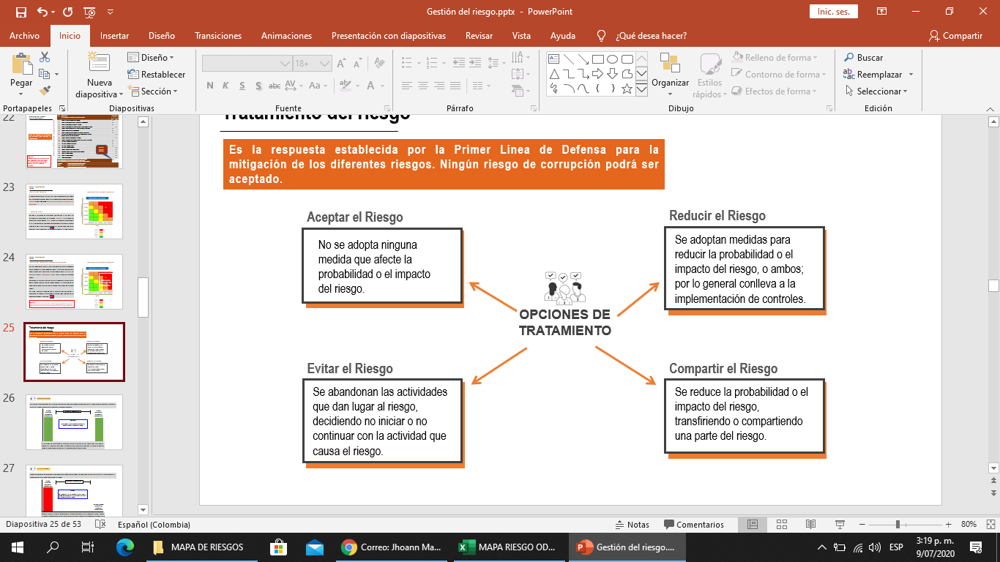 Gestión del riesgo.pptx - PowerPoint
Inic. ses.
Archivo Inicio Insertar Diseño Transiciones Animaciones Presentación con diapositivas Revisar Vista Ayuda ¿Qué desea hacer? Compartir
Pegar
Nueva diapositiva
Diseño
Restablecer
Sección
18+
N K S S abc AV Aa A
Organizar
Estilos rápidos
Relleno de forma
Contorno de forma
Efectos de forma
Buscar
Reemplazar
Seleccionar
Portapapeles Diapositivas Fuente Párrafo Dibujo Edición
22
23
24
25
26
27
Tratamiento del riesgo
Es la respuesta establecida por la Primer Línea de Defensa para la
mitigación de los diferentes riesgos. Ningún riesgo de corrupción podrá ser
aceptado.
Aceptar el Riesgo
No se adopta ninguna
medida que afecte la
probabilidad o el impacto
del riesgo.
Reducir el Riesgo
Se adoptan medidas para
reducir la probabilidad o el
impacto del riesgo, o ambos;
por lo general conlleva a la
implementación de controles.
OPCIONES DE
TRATAMIENTO
Evitar el Riesgo
Se abandonan las actividades
que dan lugar al riesgo,
decidiendo no iniciar o no
continuar con la actividad que
causa el riesgo.
Compartir el Riesgo
Se reduce la probabilidad o el
impacto del riesgo,
transfiriendo o compartiendo
una parte del riesgo.
Diapositiva 25 de 53 Español (Colombia) Notas Comentarios 80%
MAPA DE RIESGOS
Correo: Jhoann Ma...
MAPA RIESGO OD...
Gestión del riesgo....
ESP
3:19 p. m.
9/07/2020